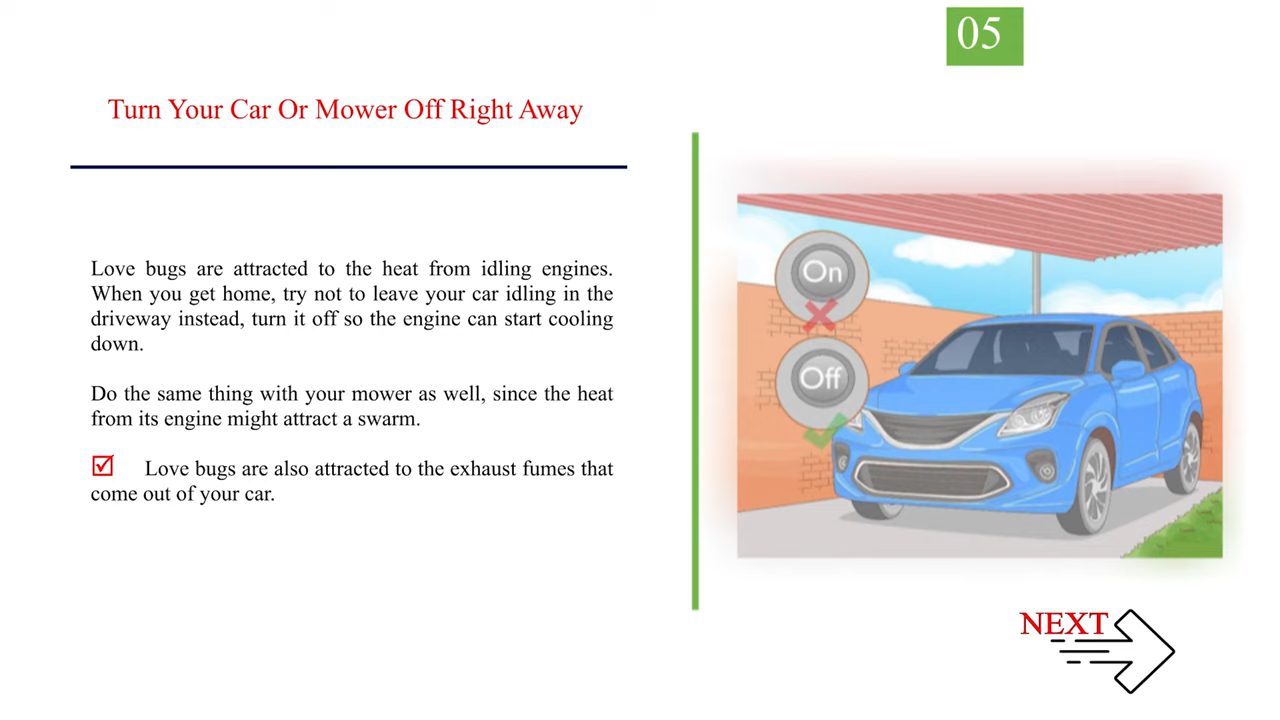 05
Turn Your Car Or Mower Off Right Away
Love bugs are attracted to the heat from idling engines.
When you get home, try not to leave your car idling in the
driveway instead, turn it off so the engine can start cooling
down.
Do the same thing with your mower as well, since the heat
from its engine might attract a swarm.
Love bugs are also attracted to the exhaust fumes that
come out of your car.
On
Off
NEXT